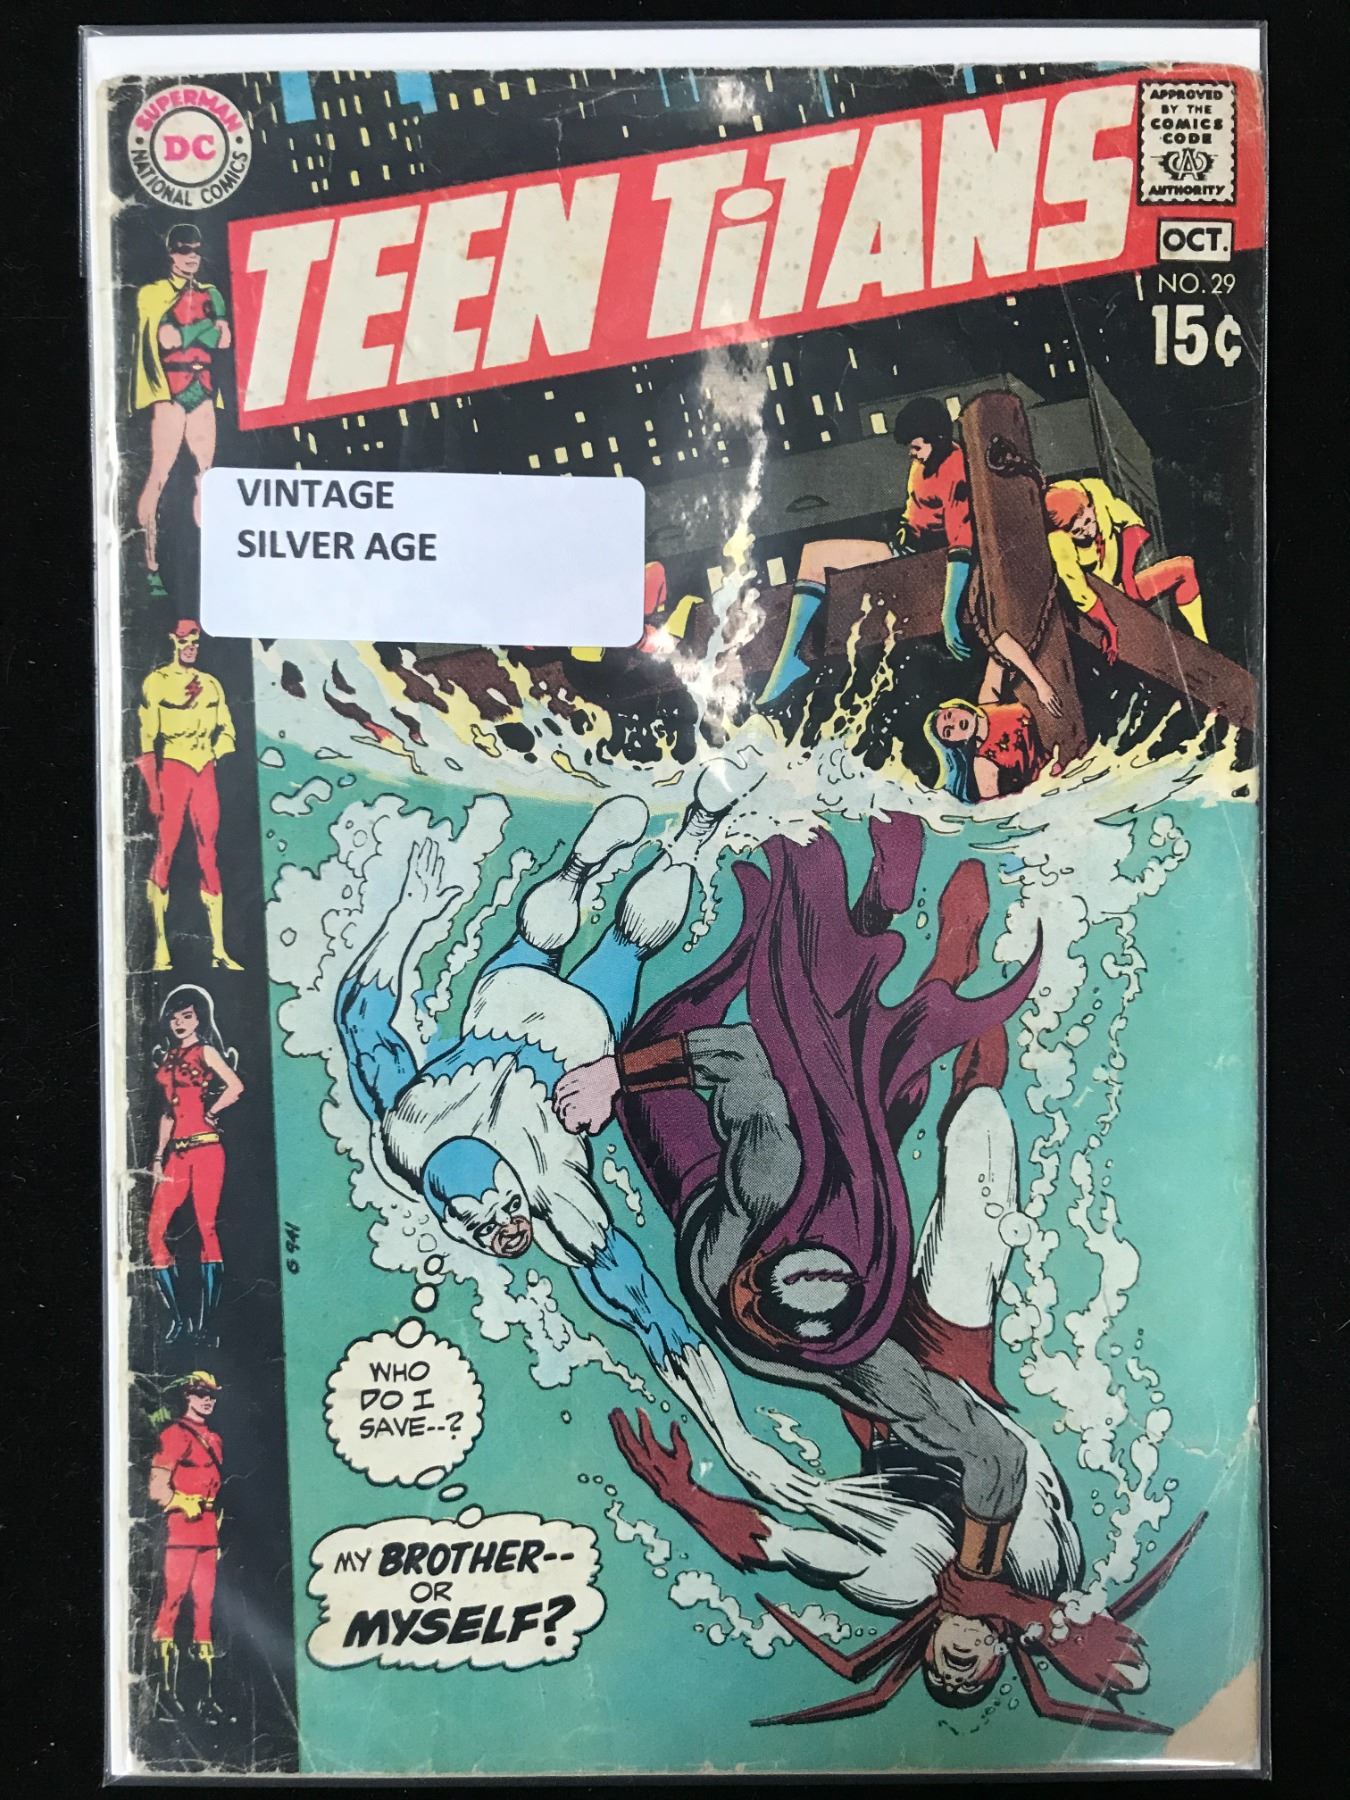 SUPERMAN
DC
NATIONAL COMICS
TEEN TiTANS
APPROVED
BY THE
COMICS
CODE
AUTHORITY
OCT.
NO. 29
15¢
VINTAGE
SILVER AGE
G 941
WHO
DO I
SAVE--?
MY BROTHER--
OR
MYSELF?